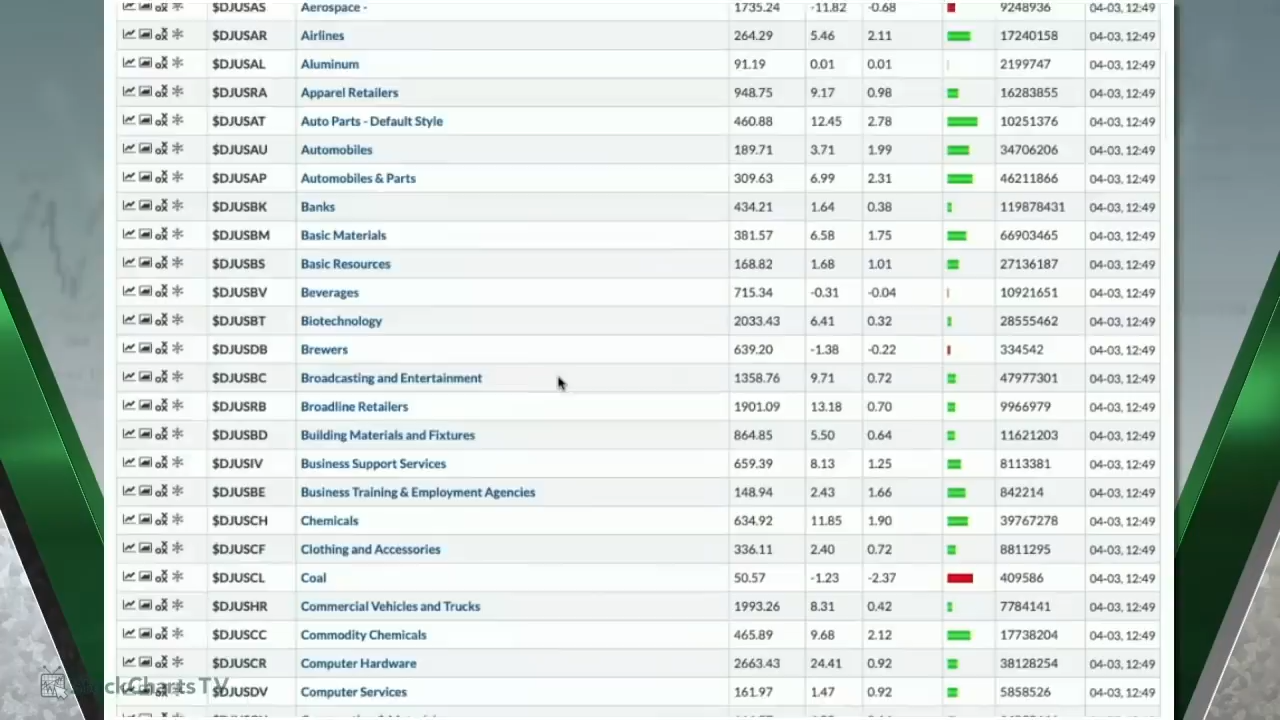 $DJUSAS Aerospace - 1735.24 -11.82 -0.68 9248936 04-03, 12:49
$DJUSAR Airlines 264.29 5.46 2.11 17240158 04-03, 12:49
$DJUSAL Aluminum 91.19 0.01 0.01 2199747 04-03, 12:49
$DJUSRA Apparel Retailers 948.75 9.17 0.98 16283855 04-03, 12:49
$DJUSAT Auto Parts - Default Style 460.88 12.45 2.78 10251376 04-03, 12:49
$DJUSAU Automobiles 189.71 3.71 1.99 34706206 04-03, 12:49
$DJUSAP Automobiles & Parts 309.63 6.99 2.31 46211866 04-03, 12:49
$DJUSBK Banks 434.21 1.64 0.38 119878431 04-03, 12:49
$DJUSBM Basic Materials 381.57 6.58 1.75 66903465 04-03, 12:49
$DJUSBS Basic Resources 168.82 1.68 1.01 27136187 04-03, 12:49
$DJUSBV Beverages 715.34 -0.31 -0.04 10921651 04-03, 12:49
$DJUSBT Biotechnology 2033.43 6.41 0.32 28555462 04-03, 12:49
$DJUSDB Brewers 639.20 -1.38 -0.22 334542 04-03, 12:49
$DJUSBC Broadcasting and Entertainment 1358.76 9.71 0.72 47977301 04-03, 12:49
$DJUSRB Broadline Retailers 1901.09 13.18 0.70 9966979 04-03, 12:49
$DJUSBD Building Materials and Fixtures 864.85 5.50 0.64 11621203 04-03, 12:49
$DJUSIV Business Support Services 659.39 8.13 1.25 8113381 04-03, 12:49
$DJUSBE Business Training & Employment Agencies 148.94 2.43 1.66 842214 04-03, 12:49
$DJUSCH Chemicals 634.92 11.85 1.90 39767278 04-03, 12:49
$DJUSCF Clothing and Accessories 336.11 2.40 0.72 8811295 04-03, 12:49
$DJUSCL Coal 50.57 -1.23 -2.37 409586 04-03, 12:49
$DJUSHR Commercial Vehicles and Trucks 1993.26 8.31 0.42 7784141 04-03, 12:49
$DJUSCC Commodity Chemicals 465.89 9.68 2.12 17738204 04-03, 12:49
$DJUSCR Computer Hardware 2663.43 24.41 0.92 38128254 04-03, 12:49
$DJUSDV Computer Services 161.97 1.47 0.92 5858526 04-03, 12:49
StockChartsTV